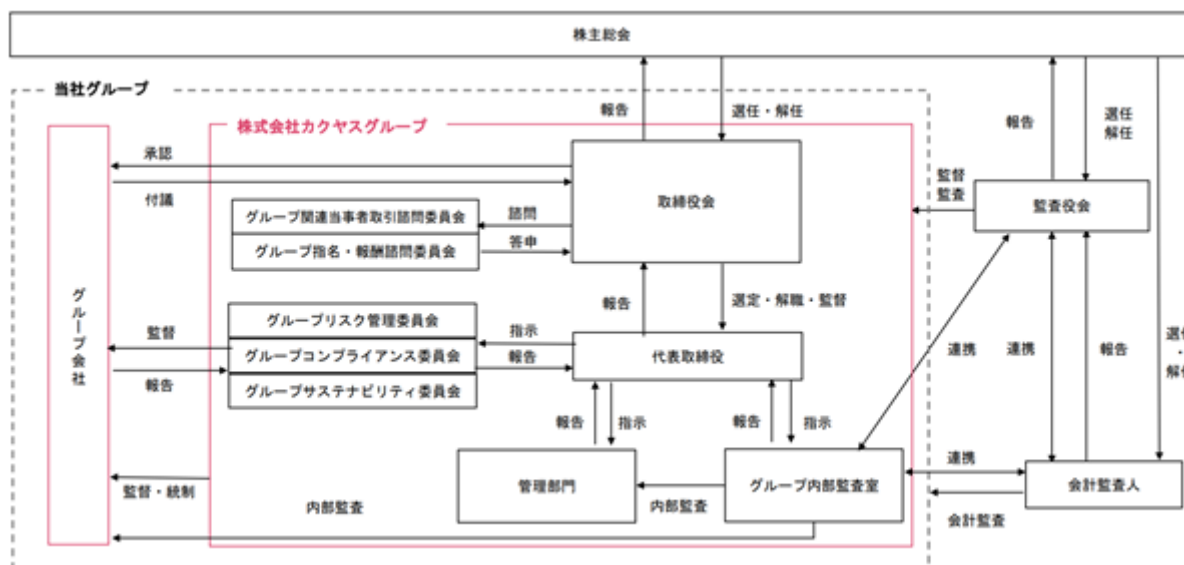 株主総会
当社グループ
報告
選任・解任
報告
選任
解任
株式会社カクヤスグループ
承認
付議
取締役会
監督
監査
監査役会
グループ関連当事者取引諮問委員会
諮問
グループ指名・報酬諮問委員会
答申
グループ会社
報告
選定・解職・監督
グループリスク管理委員会
監督
指示
グループコンプライアンス委員会
報告
代表取締役
報告
グループサステナビリティ委員会
連携
連携
報告
選任
・
解任
報告
指示
報告
指示
監督・統制
管理部門
内部監査
グループ内部監査室
連携
会計監査人
内部監査
会計監査